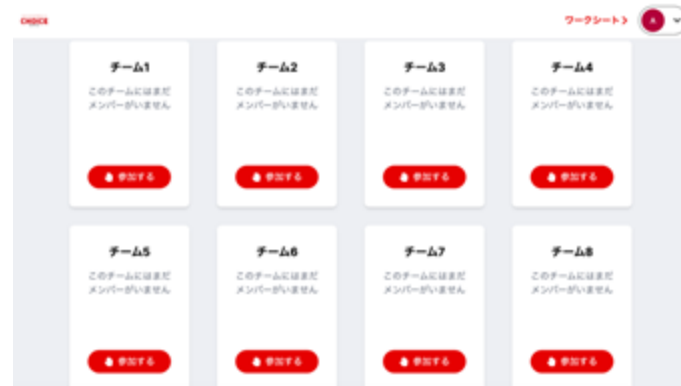 CHOICE
ワークシート >
A
チーム1
このチームにはまだ
メンバーがいません
参加する
チーム2
このチームにはまだ
メンバーがいません
参加する
チーム3
このチームにはまだ
メンバーがいません
参加する
チーム4
このチームにはまだ
メンバーがいません
参加する
チーム5
このチームにはまだ
メンバーがいません
参加する
チーム6
このチームにはまだ
メンバーがいません
参加する
チーム7
このチームにはまだ
メンバーがいません
参加する
チーム8
このチームにはまだ
メンバーがいません
参加する